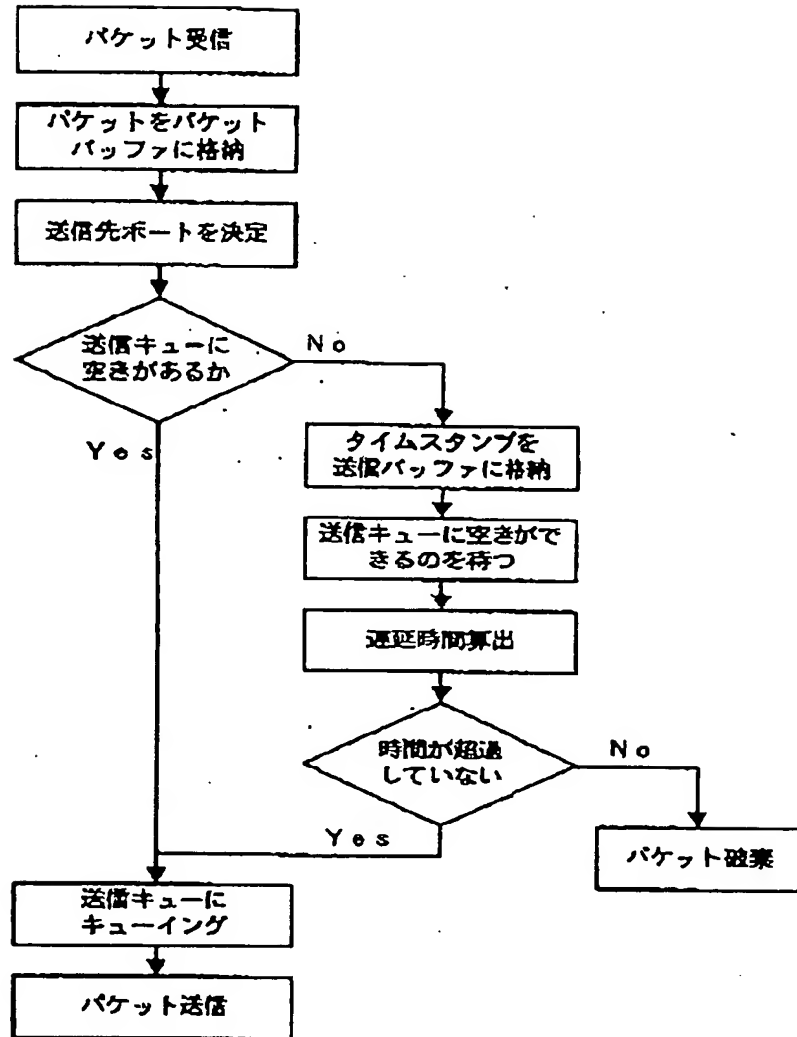 パケット受信
パケットをパケット
バッファに格納
送信先ポートを決定
送信キューに
空きがあるか
No
Yes
タイムスタンプを
送信バッファに格納
送信キューに空きがで
きるのを待つ
遅延時間算出
時間が超過
していない
No
Yes
パケット破棄
送信キューに
キューイング
パケット送信